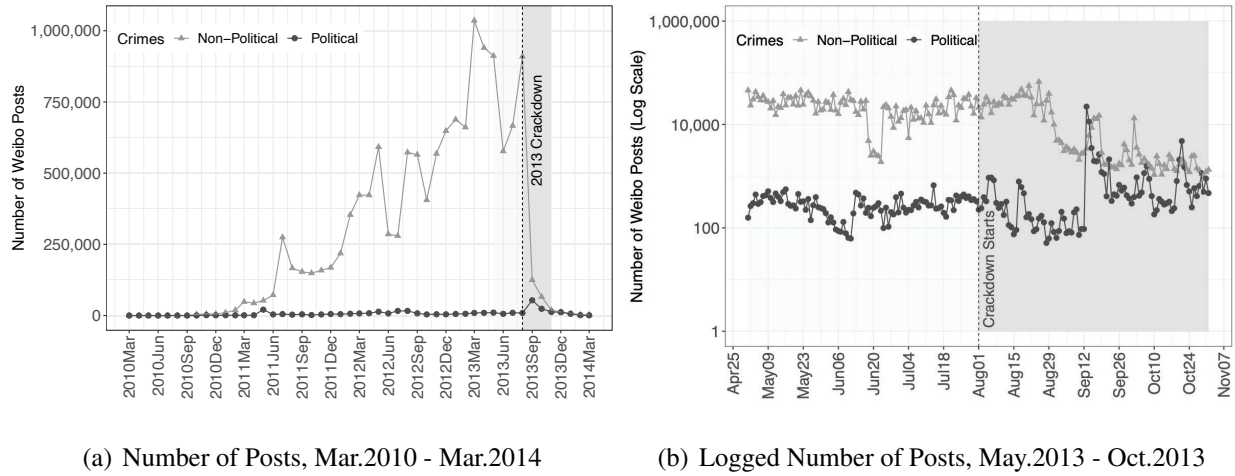 1,000,000
750,000
500,000
250,000
0
Number of Weibo Posts
Crimes Non−Political Political
2013 Crackdown
2010Mar
2010Jun
2010Sep
2010Dec
2011Mar
2011Jun
2011Sep
2011Dec
2012Mar
2012Jun
2012Sep
2012Dec
2013Mar
2013Jun
2013Sep
2013Dec
2014Mar
(a) Number of Posts, Mar.2010 - Mar.2014
1,000,000
10,000
100
1
Number of Weibo Posts (Log Scale)
Crimes Non−Political Political
Crackdown Starts
Apr25
May09
May23
Jun06
Jun20
Jul04
Jul18
Aug01
Aug15
Aug29
Sep12
Sep26
Oct10
Oct24
Nov07
(b) Logged Number of Posts, May.2013 - Oct.2013